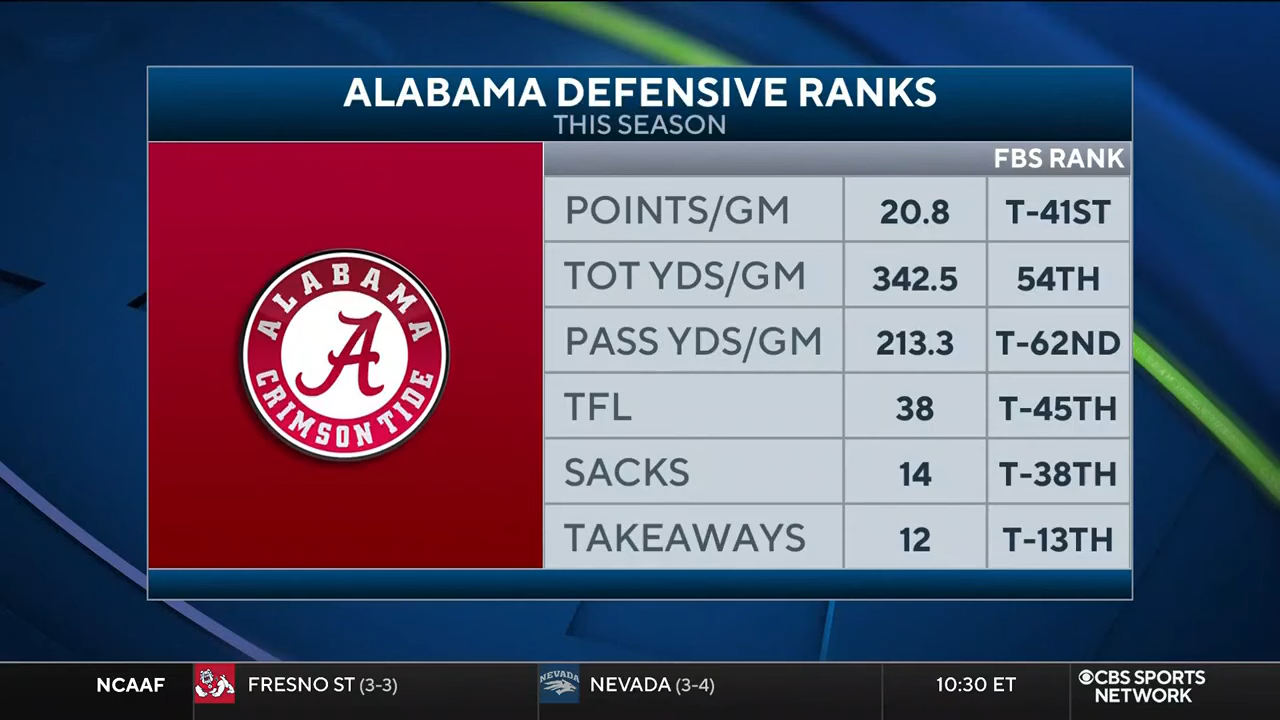 ALABAMA DEFENSIVE RANKS
THIS SEASON
FBS RANK
POINTS/GM 20.8 T-41ST
TOT YDS/GM 342.5 54TH
PASS YDS/GM 213.3 T-62ND
TFL 38 T-45TH
SACKS 14 T-38TH
TAKEAWAYS 12 T-13TH
ALABAMA
A
CRIMSON TIDE
NCAAF FRESNO ST (3-3) NEVADA NEVADA (3-4) 10:30 ET CBS SPORTS
NETWORK